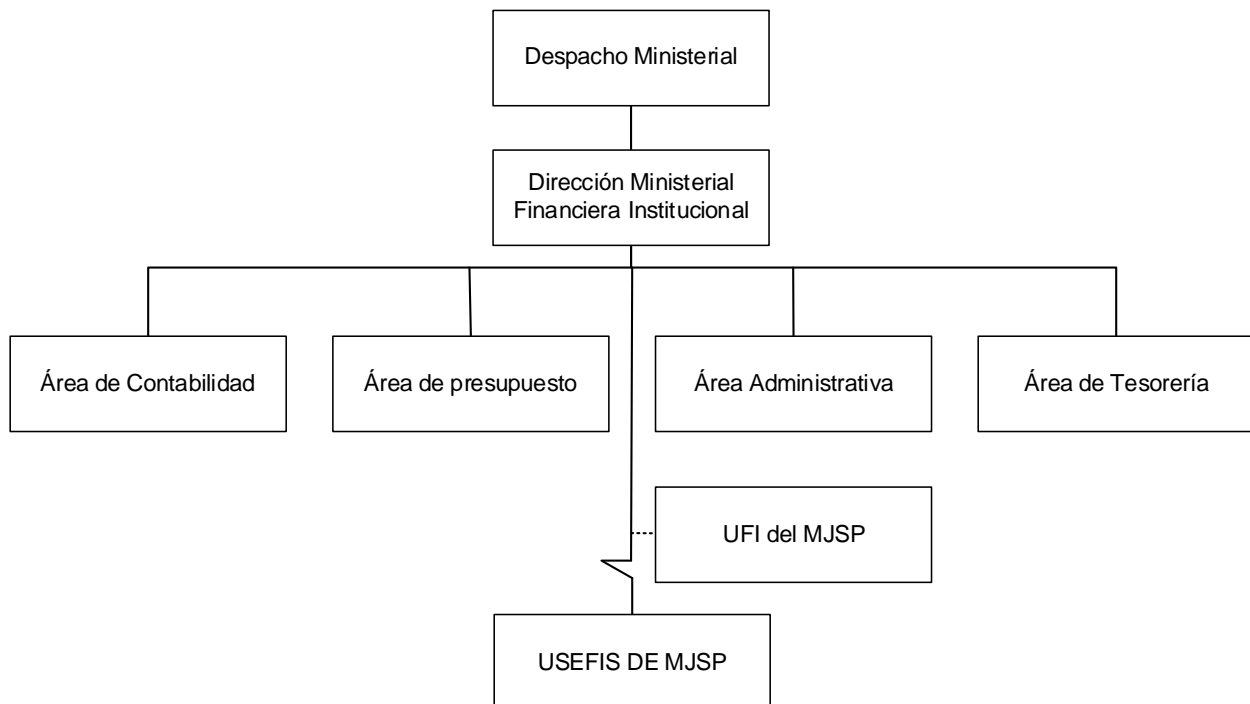 Despacho Ministerial
Dirección Ministerial
Financiera Institucional
Área de Contabilidad
Área de presupuesto
Área Administrativa
Área de Tesorería
UFI del MJSP
USEFIS DE MJSP